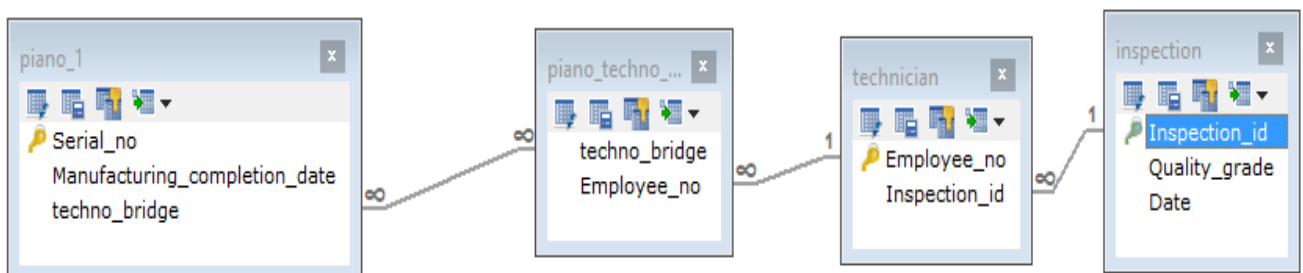 piano_1
x
Serial_no
Manufacturing_completion_date
techno_bridge
∞
∞
piano_techno_...
x
techno_bridge
Employee_no
∞
1
technician
x
Employee_no
Inspection_id
∞
1
inspection
x
Inspection_id
Quality_grade
Date